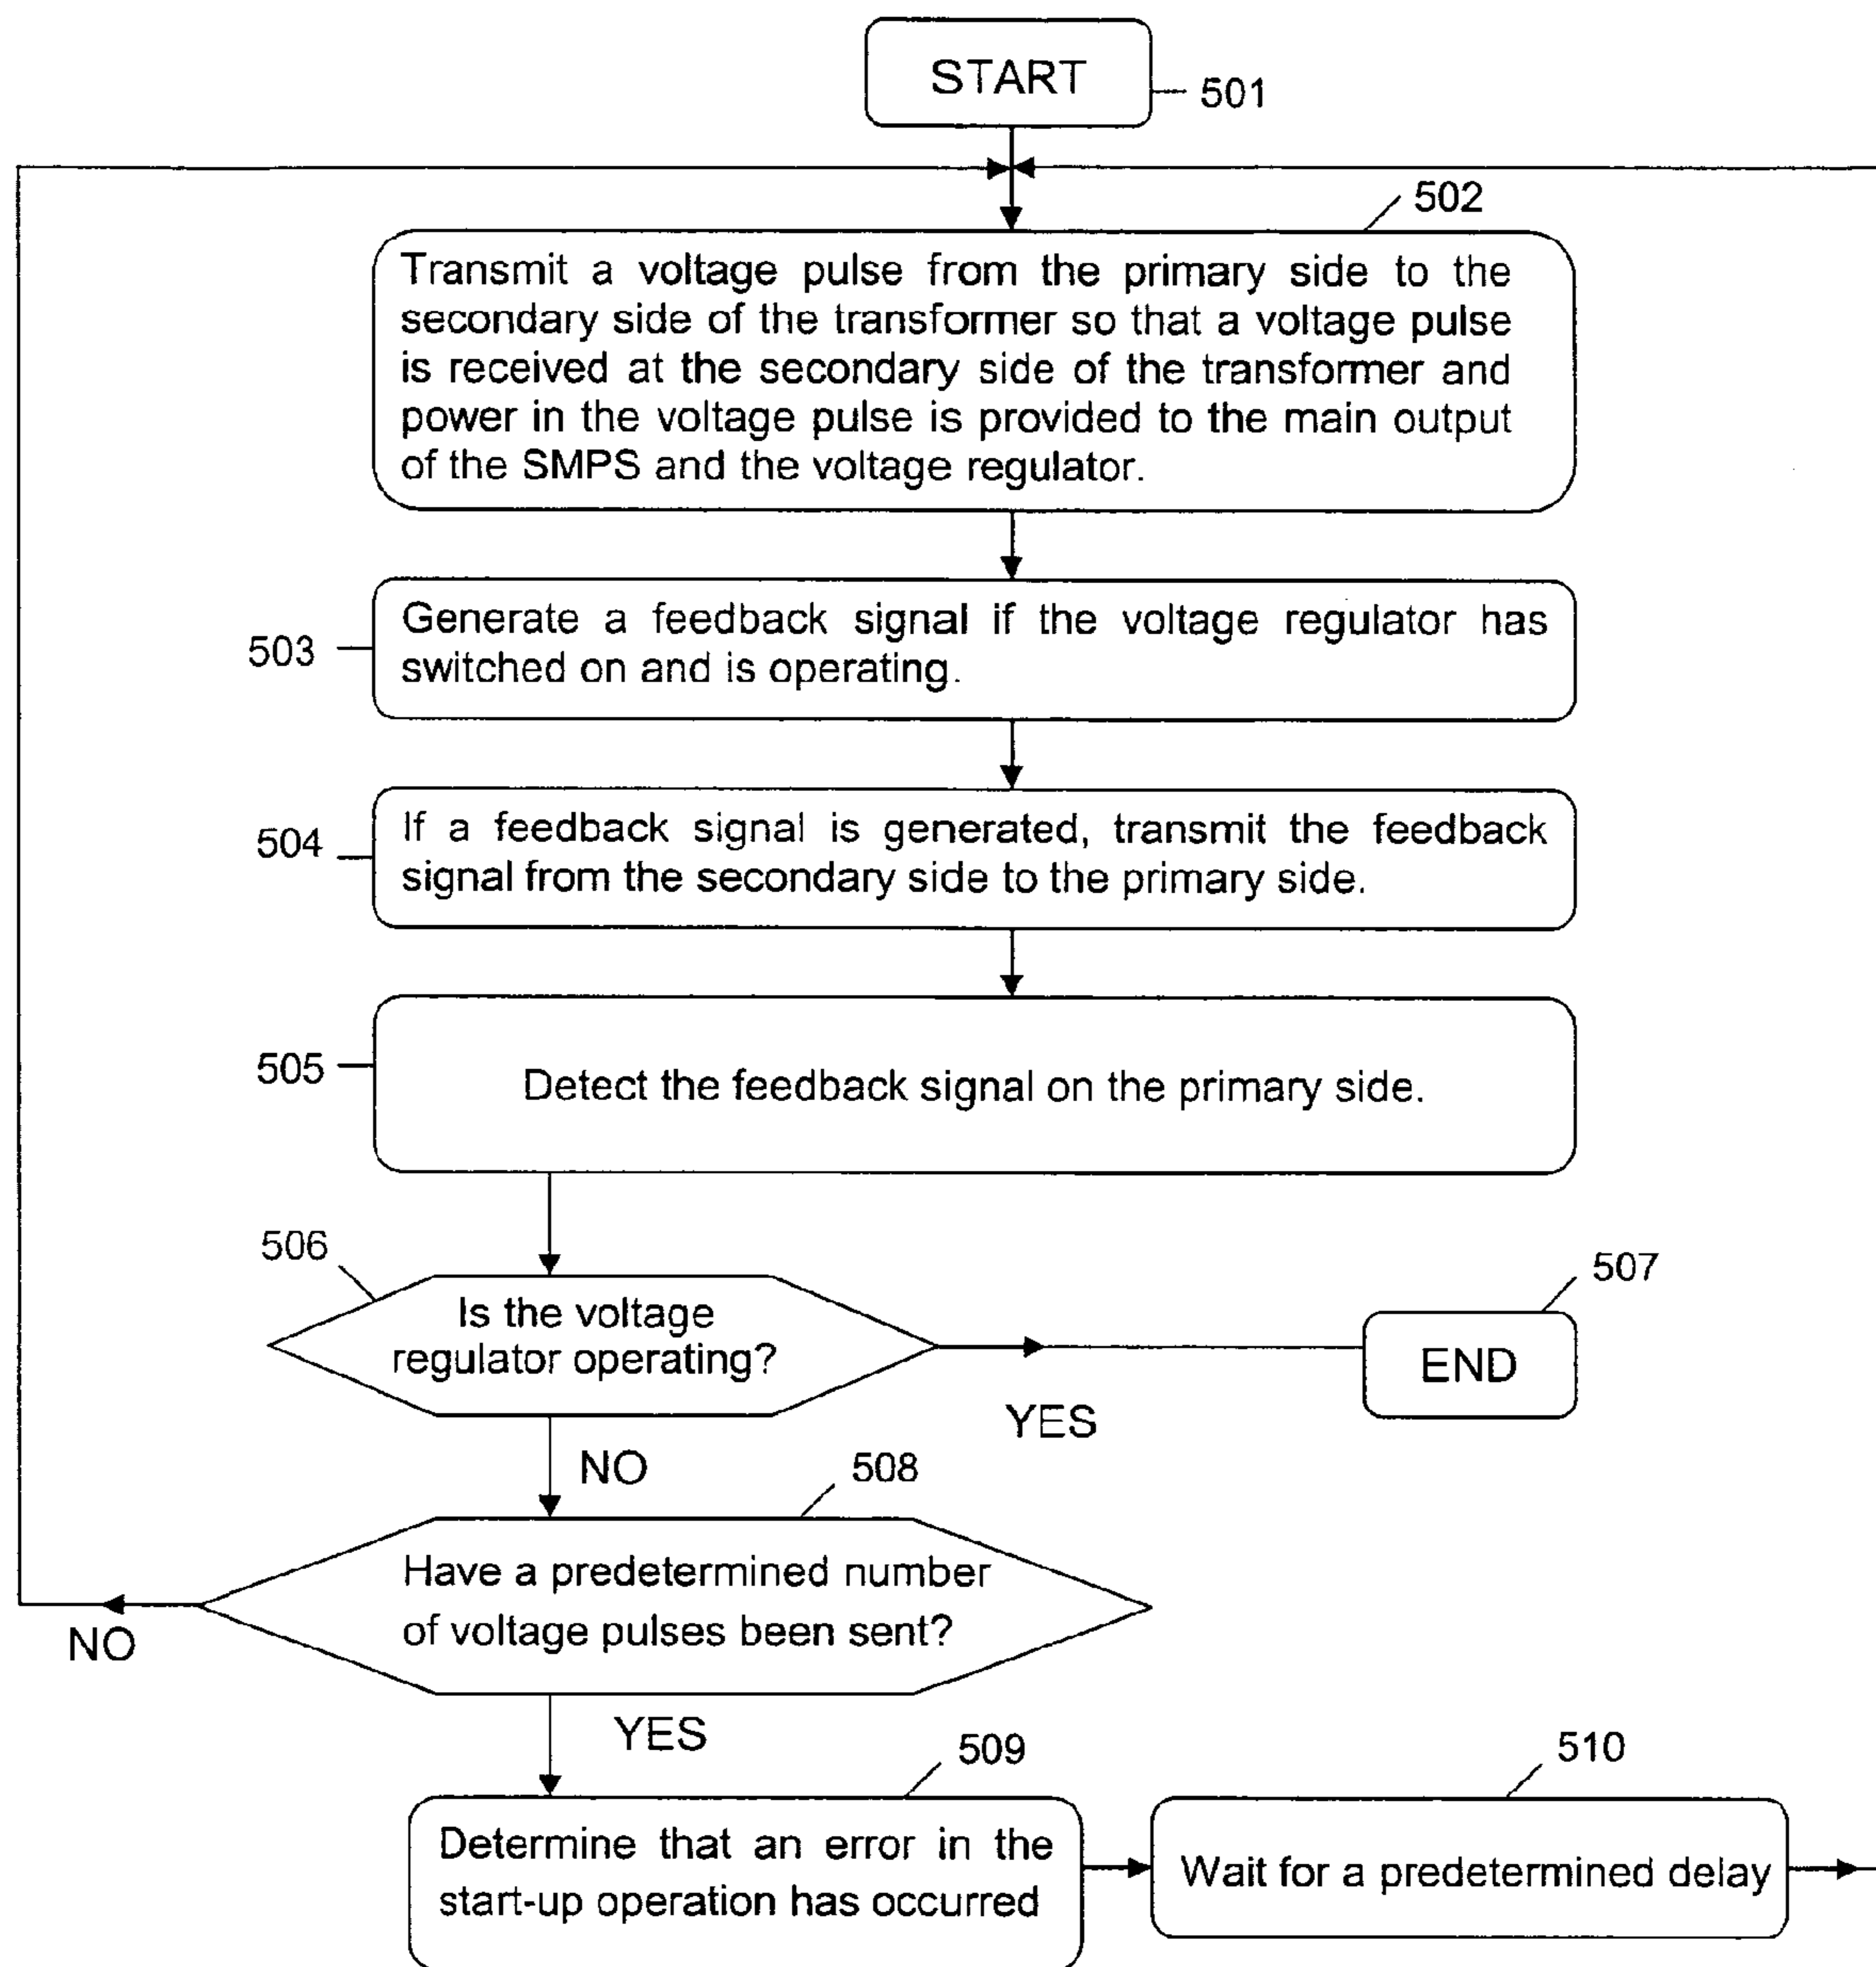 START
501
502
Transmit a voltage pulse from the primary side to the
secondary side of the transformer so that a voltage pulse
is received at the secondary side of the transformer and
power in the voltage pulse is provided to the main output
of the SMPS and the voltage regulator.
503
Generate a feedback signal if the voltage regulator has
switched on and is operating.
504
If a feedback signal is generated, transmit the feedback
signal from the secondary side to the primary side.
505
Detect the feedback signal on the primary side.
506
Is the voltage
regulator operating?
507
END
YES
NO
508
Have a predetermined number
of voltage pulses been sent?
NO
YES
509
Determine that an error in the
start-up operation has occurred
510
Wait for a predetermined delay